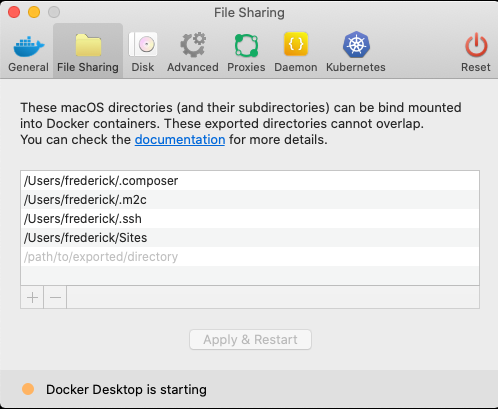 File Sharing
General
File Sharing
Disk
Advanced
Proxies
Daemon
Kubernetes
Reset
These macOS directories (and their subdirectories) can be bind mounted
into Docker containers. These exported directories cannot overlap.
You can check the documentation for more details.
/Users/frederick/.composer
/Users/frederick/.m2c
/Users/frederick/.ssh
/Users/frederick/Sites
/path/to/exported/directory
Apply & Restart
Docker Desktop is starting